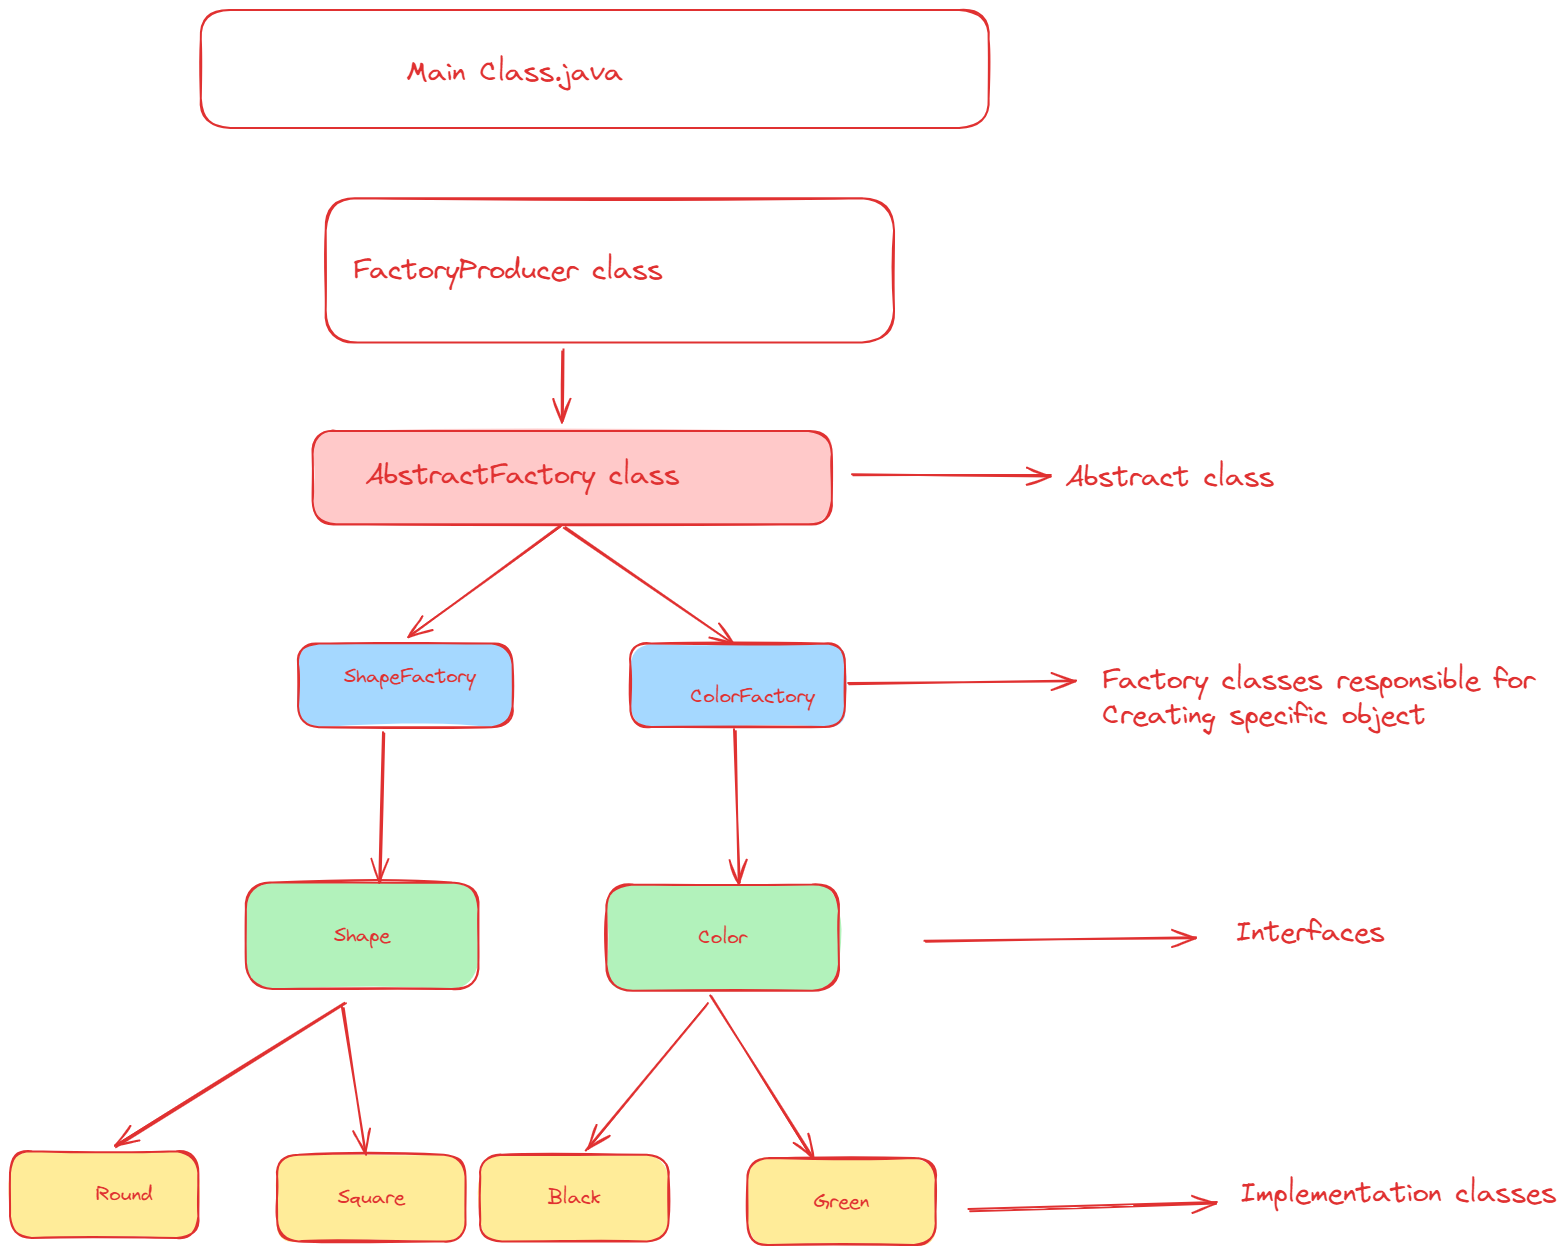 Main Class.java
FactoryProducer class
AbstractFactory class
Abstract class
ShapeFactory
ColorFactory
Factory classes responsible for
Creating specific object
Shape
Color
Interfaces
Round
Square
Black
Green
Implementation classes